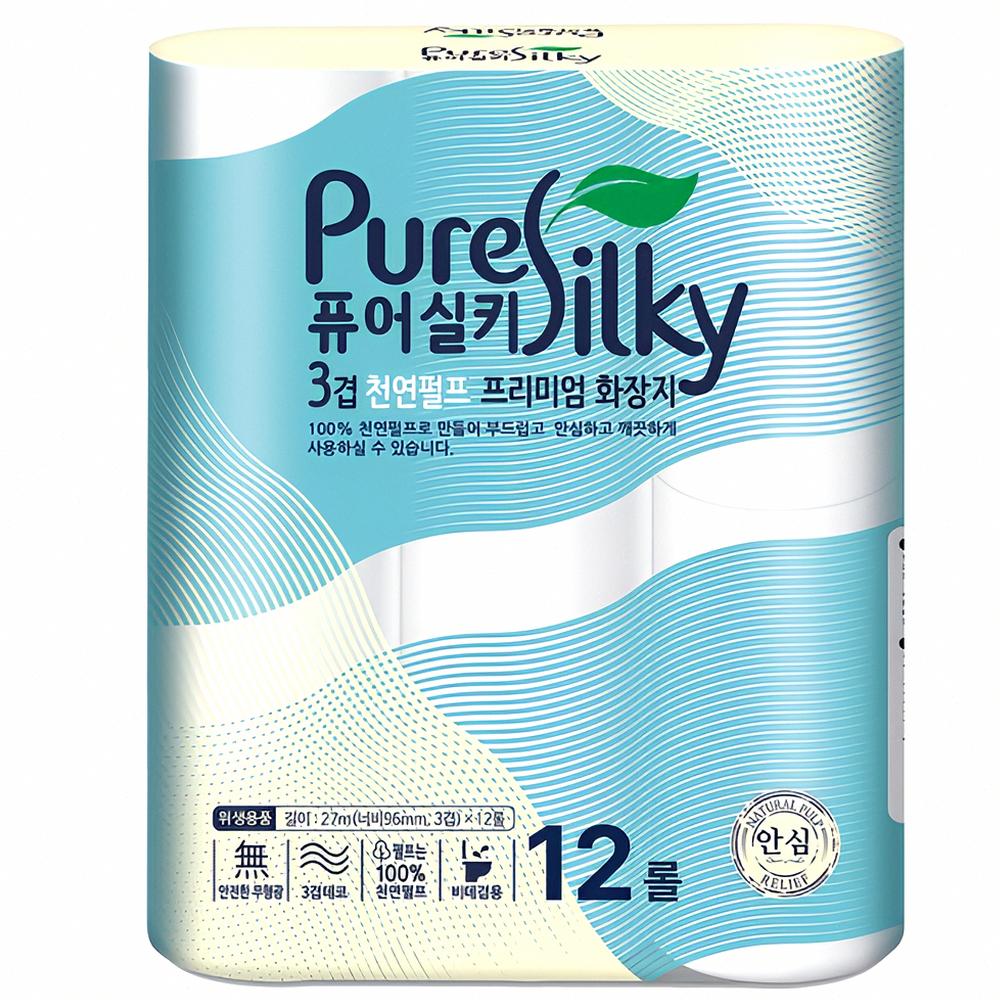 PureSilky
PureSilky
퓨어실키
3겹 천연펄프 프리미엄 화장지
100% 천연펄프로 만들어 부드럽고 안심하고 깨끗하게
사용하실 수 있습니다.
위생용품 길이 : 27m(너비96mm, 3겹)×12롤
無
안전한 무형광
3겹데코
펄프는
100%
천연펄프
비데겸용
12롤
NATURAL PULP
안심
RELIEF